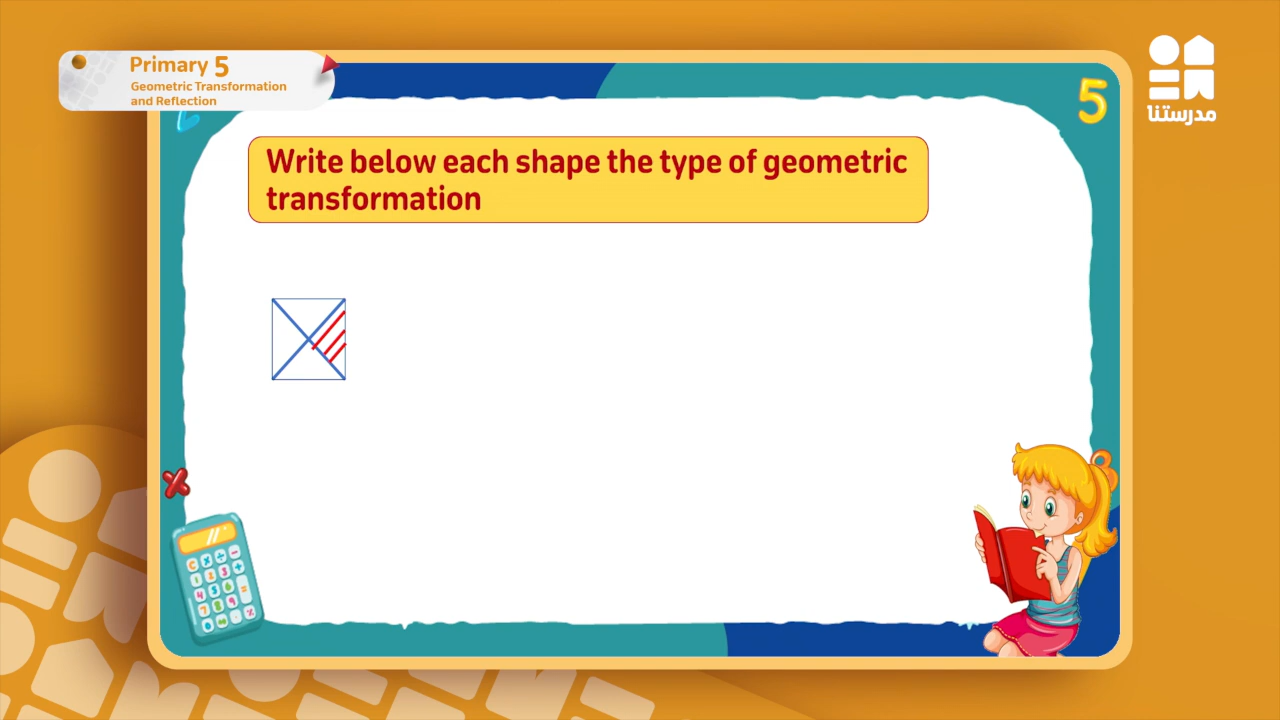 Primary 5
Geometric Transformation
and Reflection
5
مدرستنا
Write below each shape the type of geometric
transformation